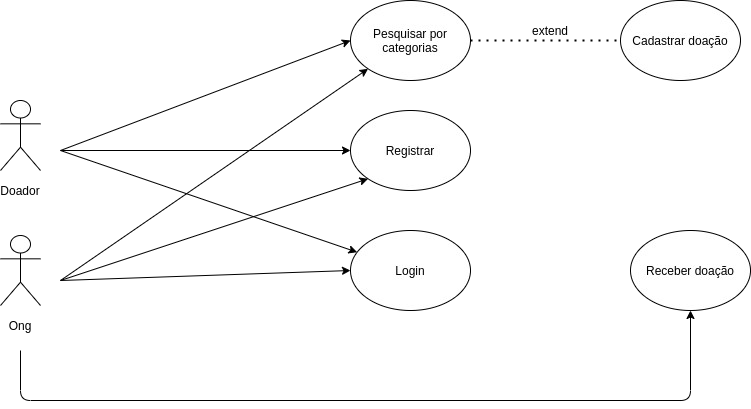 Pesquisar por
categorias
extend
Cadastrar doação
Doador
Registrar
Ong
Login
Receber doação